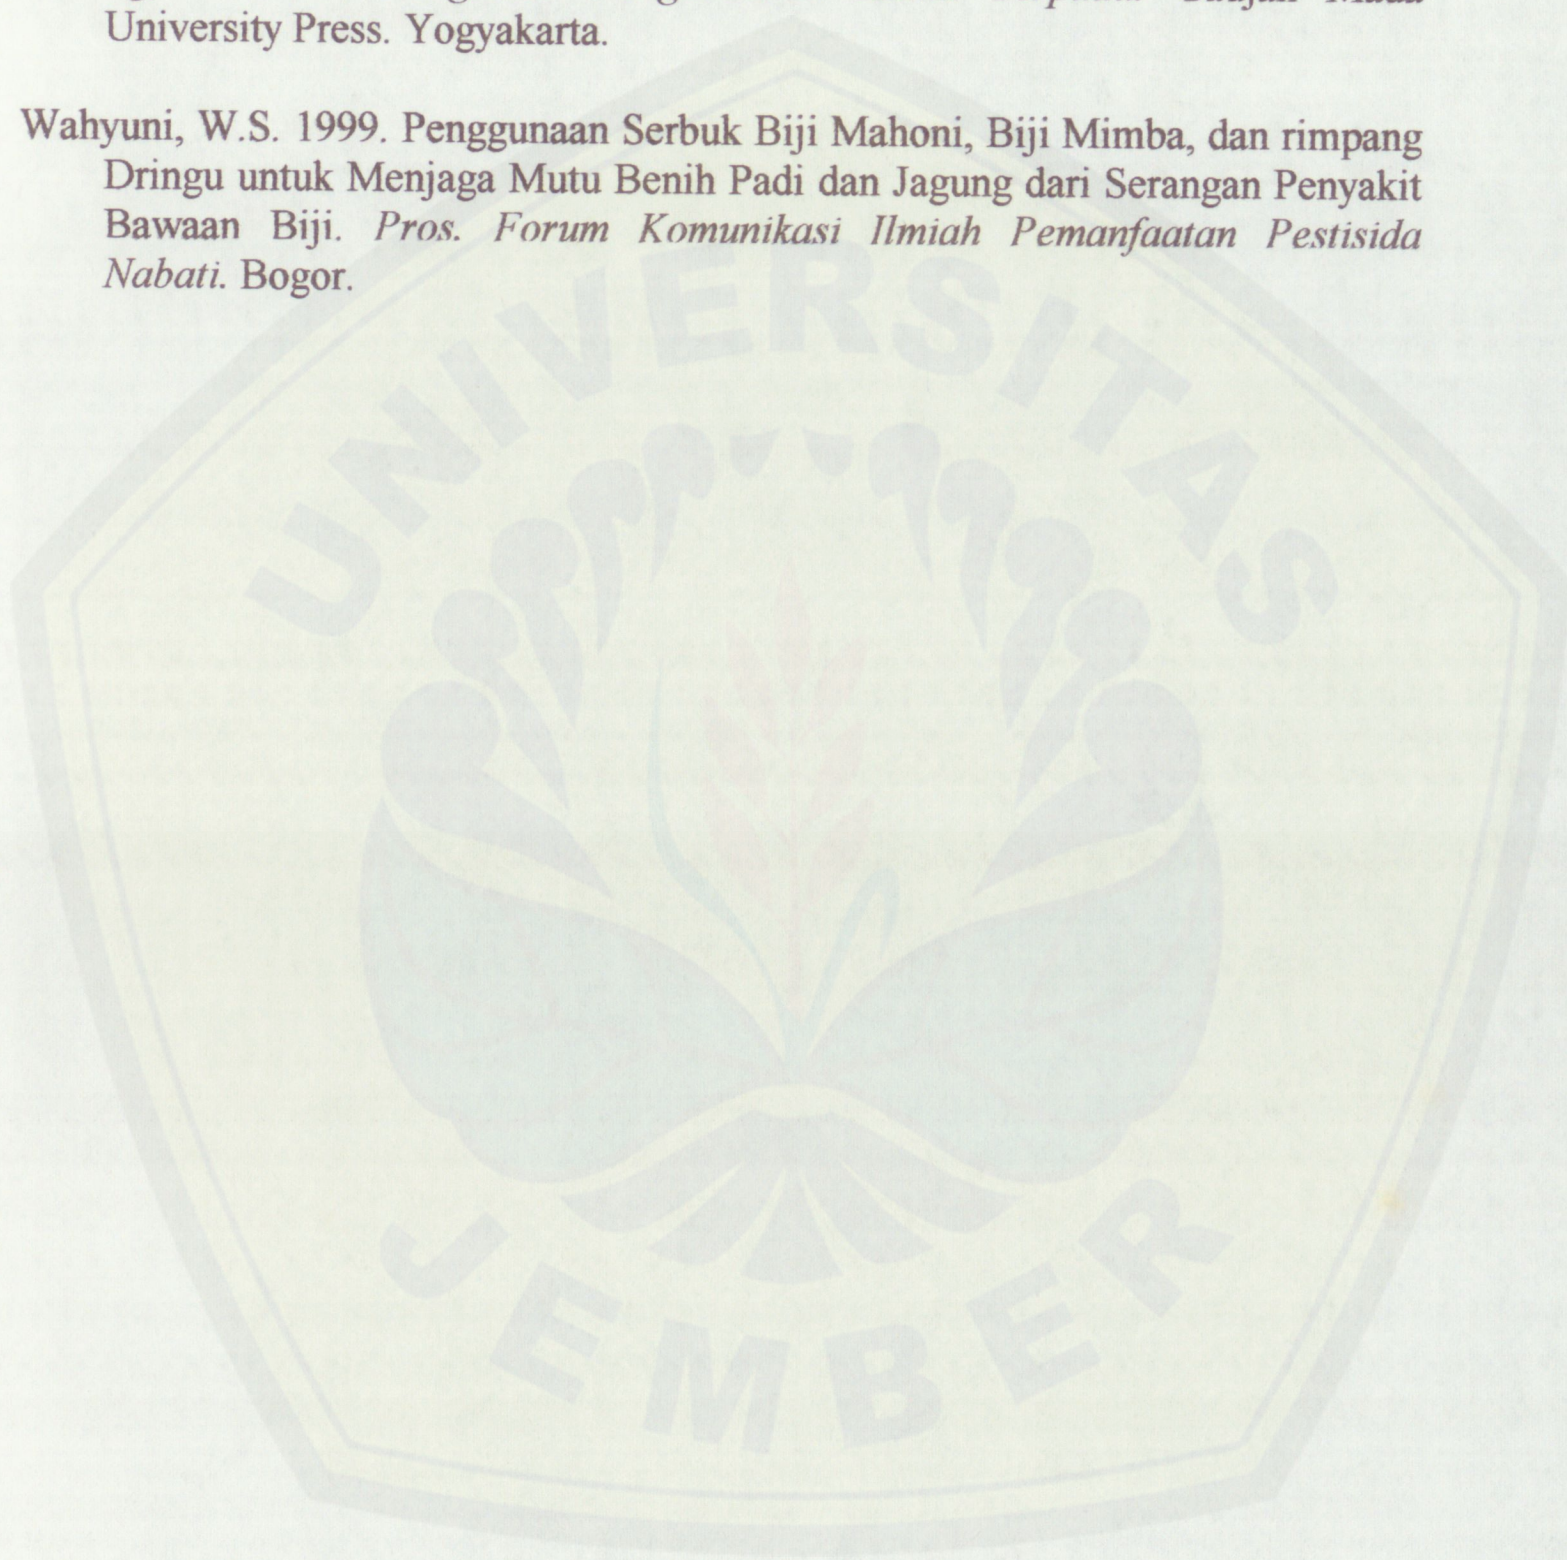 University Press. Yogyakarta.
Wahyuni, W.S. 1999. Penggunaan Serbuk Biji Mahoni, Biji Mimba, dan rimpang
Dringu untuk Menjaga Mutu Benih Padi dan Jagung dari Serangan Penyakit
Bawaan Biji. Pros. Forum Komunikasi Ilmiah Pemanfaatan Pestisida
Nabati. Bogor.
UNIVERSITAS
JEMBER